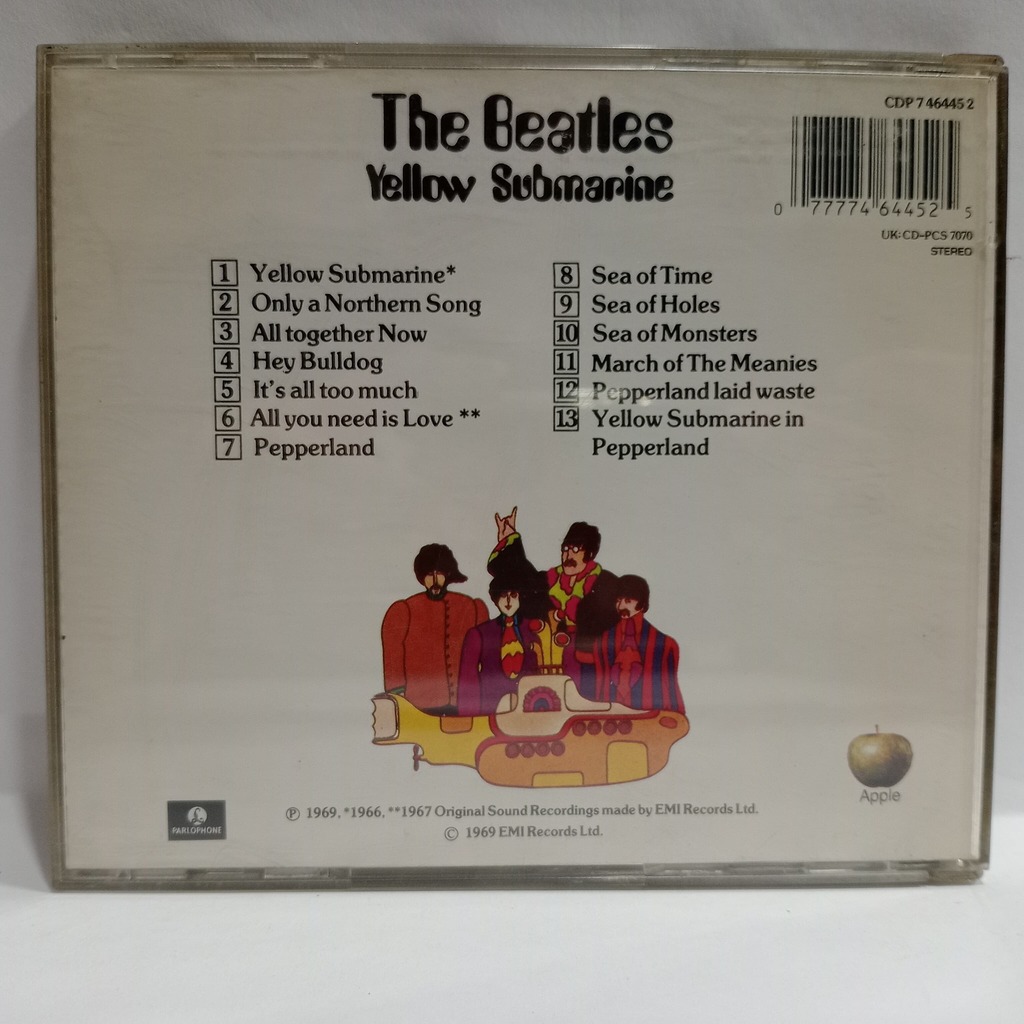 The Beatles
Yellow Submarine
CDP 7 46445 2
0 77774 64452 5
UK: CD-PCS 7070
STEREO
1 Yellow Submarine*
2 Only a Northern Song
3 All together Now
4 Hey Bulldog
5 It's all too much
6 All you need is Love **
7 Pepperland
8 Sea of Time
9 Sea of Holes
10 Sea of Monsters
11 March of The Meanies
12 Pepperland laid waste
13 Yellow Submarine in
Pepperland
Apple
PARLOPHONE
℗ 1969, *1966, **1967 Original Sound Recordings made by EMI Records Ltd.
© 1969 EMI Records Ltd.